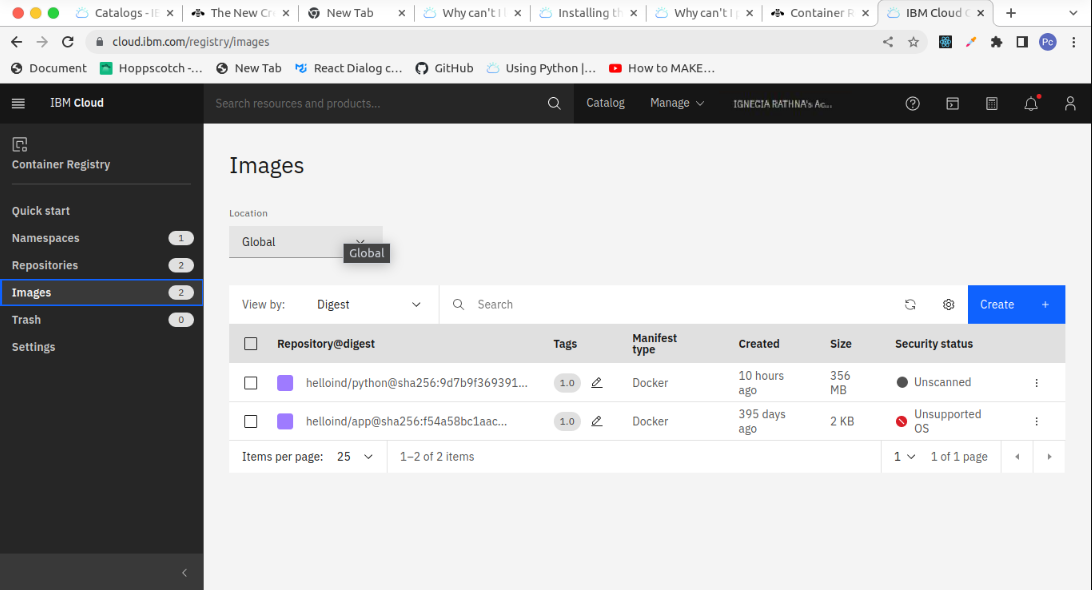 Catalogs - IE
The New Cr
New Tab
Why can't I
Installing th
Why can't I
Container R
IBM Cloud C
cloud.ibm.com/registry/images
Pc
Document
Hoppscotch -...
New Tab
React Dialog c...
GitHub
Using Python |...
How to MAKE...
IBM Cloud
Search resources and products...
Catalog
Manage
IGNECIA RATHNA's Ac...
Container Registry
Quick start
Namespaces 1
Repositories 2
Images 2
Trash 0
Settings
Images
Location
Global
Global
View by: Digest
Search
Create +
Repository@digest Tags Manifest type Created Size Security status
helloind/python@sha256:9d7b9f369391... 1.0 Docker 10 hours ago 356 MB Unscanned
helloind/app@sha256:f54a58bc1aac... 1.0 Docker 395 days ago 2 KB Unsupported OS
Items per page: 25 1–2 of 2 items 1 1 of 1 page